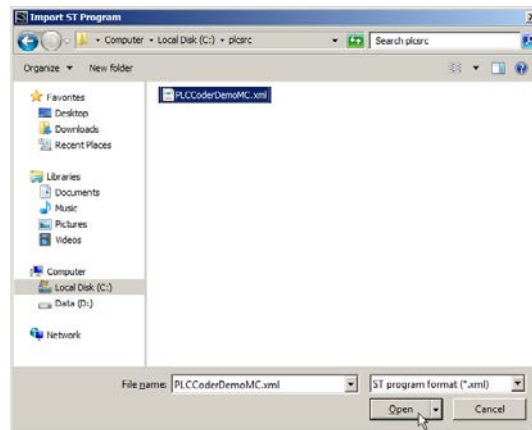 Import ST Program
Computer Local Disk (C:) plcsrc
Search plcsrc
Organize New folder
Favorites
Desktop
Downloads
Recent Places
Libraries
Documents
Music
Pictures
Videos
Computer
Local Disk (C:)
Data (D:)
Network
PLCCoderDemoMC.xml
File name: PLCCoderDemoMC.xml
ST program format (*.xml)
Open
Cancel